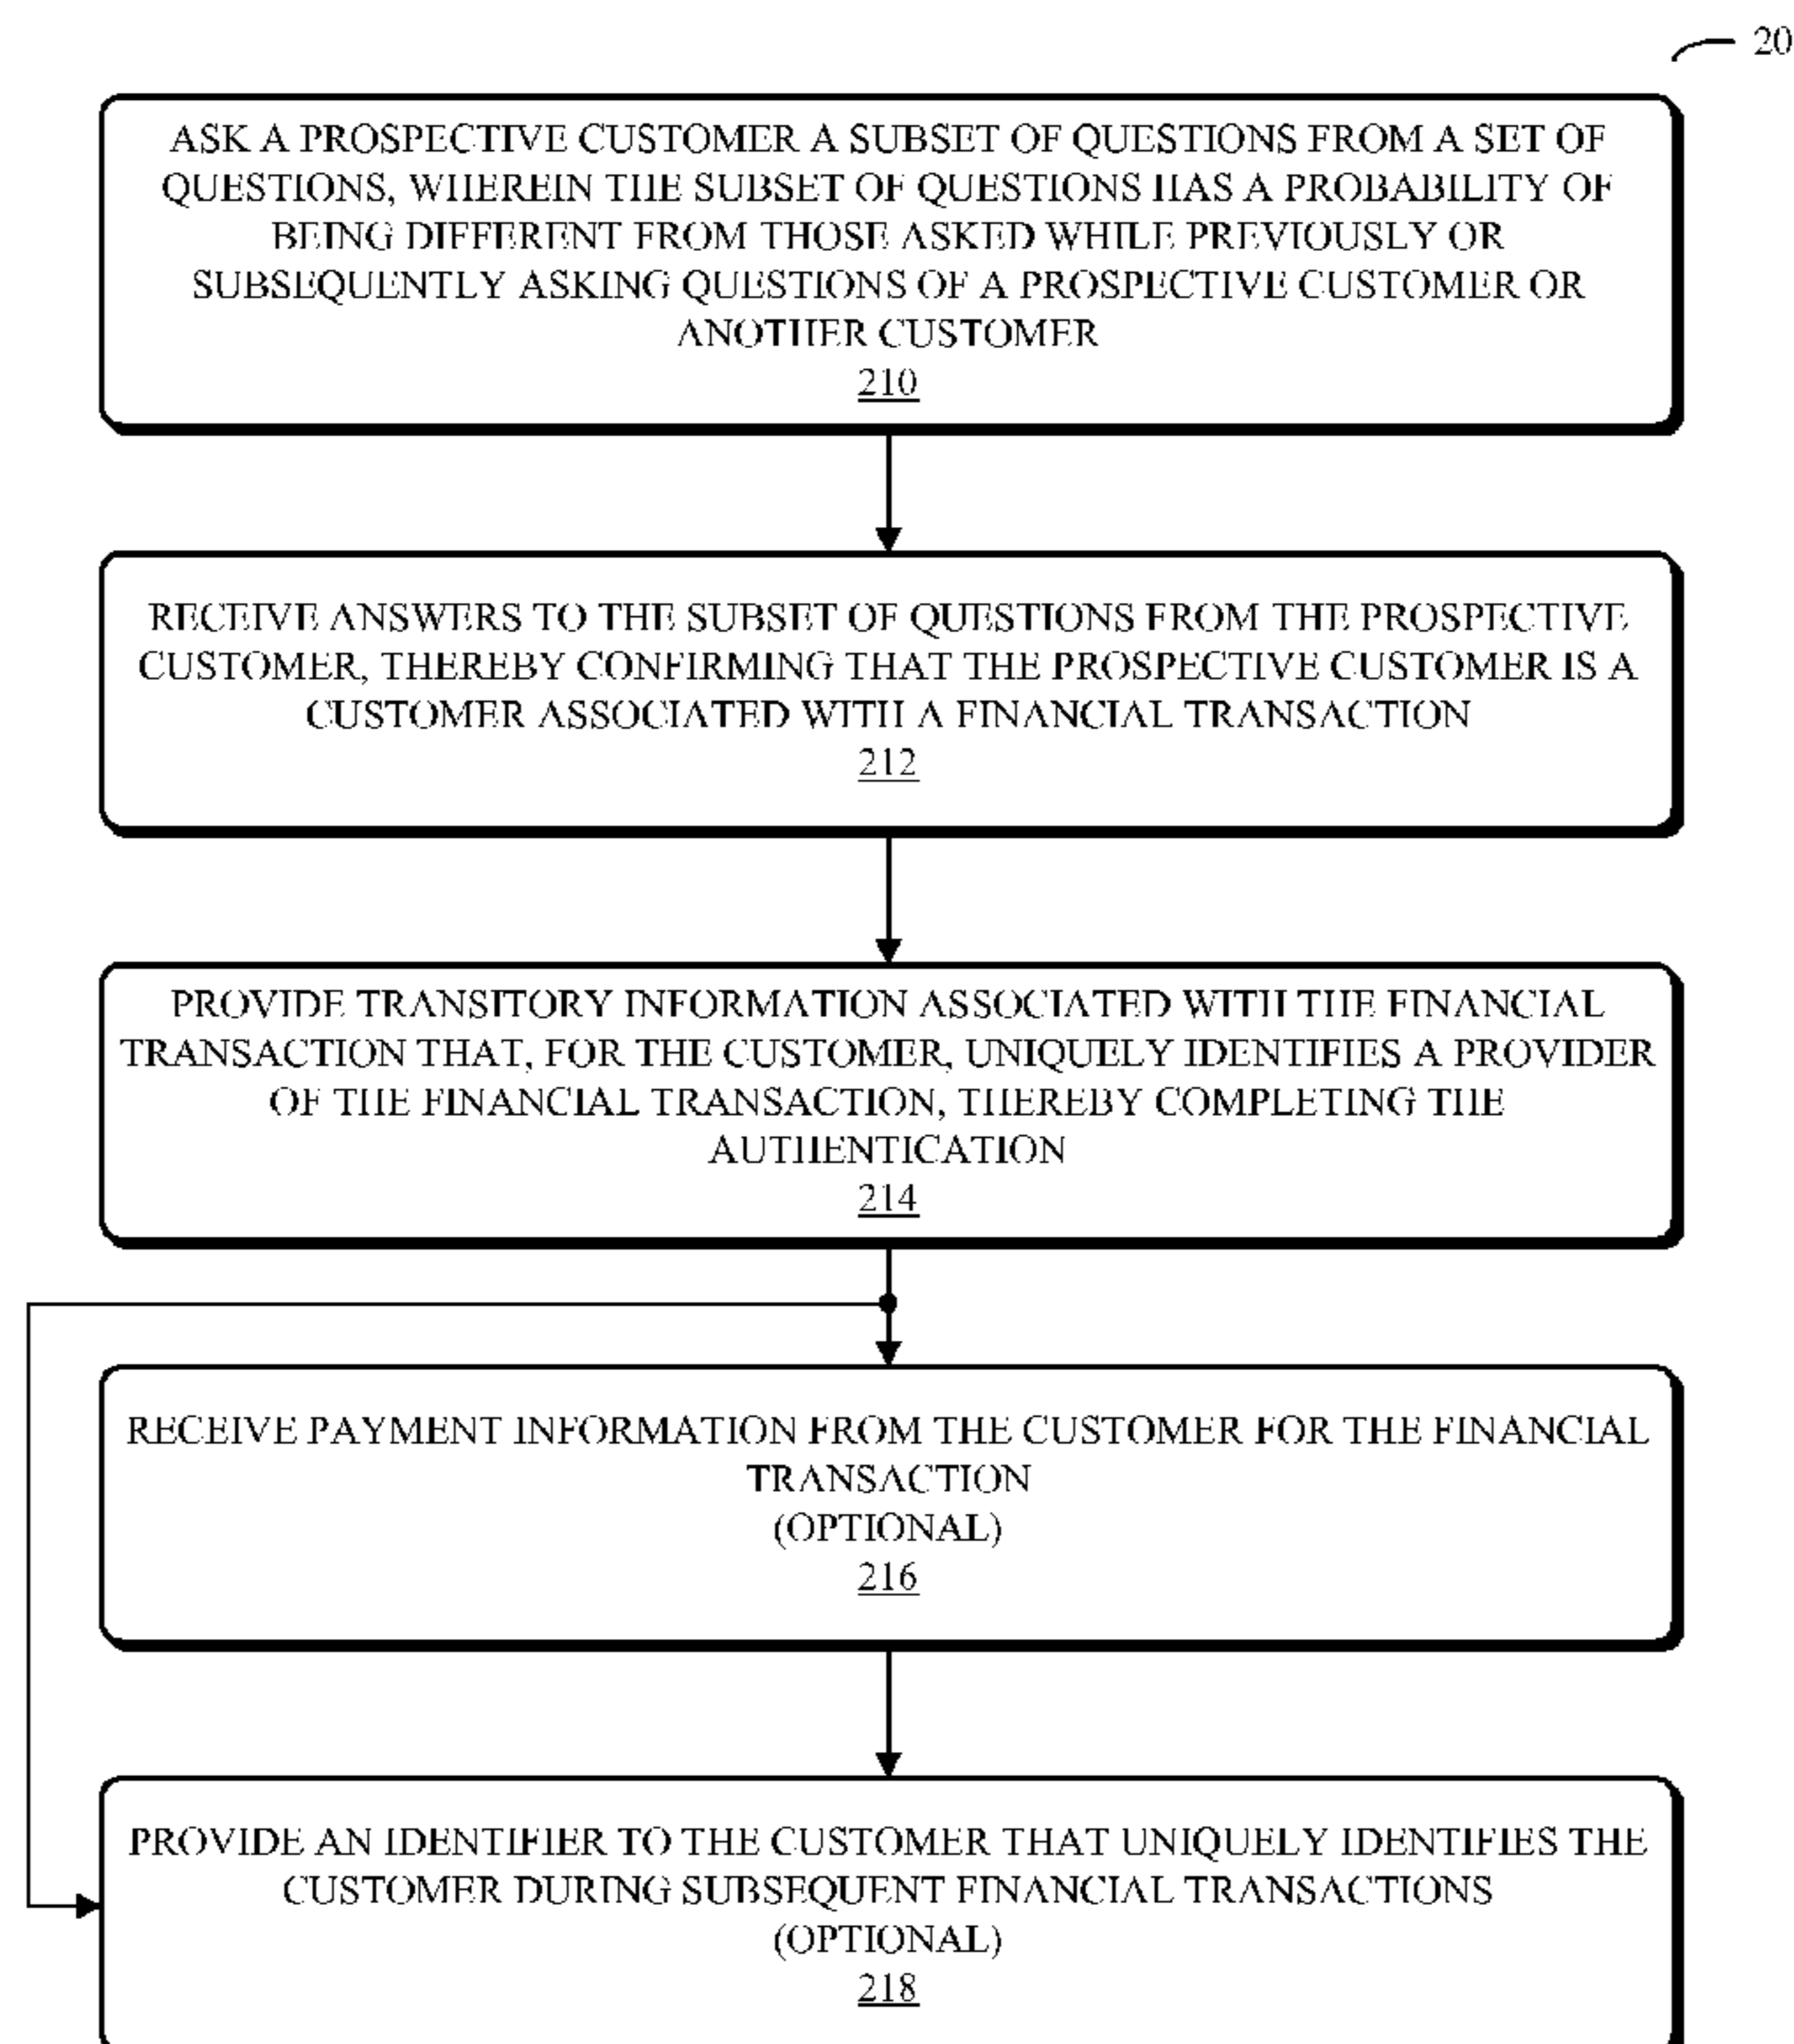 20
ASK A PROSPECTIVE CUSTOMER A SUBSET OF QUESTIONS FROM A SET OF
QUESTIONS, WHEREIN THE SUBSET OF QUESTIONS HAS A PROBABILITY OF
BEING DIFFERENT FROM THOSE ASKED WHILE PREVIOUSLY OR
SUBSEQUENTLY ASKING QUESTIONS OF A PROSPECTIVE CUSTOMER OR
ANOTHER CUSTOMER
210
RECEIVE ANSWERS TO THE SUBSET OF QUESTIONS FROM THE PROSPECTIVE
CUSTOMER, THEREBY CONFIRMING THAT THE PROSPECTIVE CUSTOMER IS A
CUSTOMER ASSOCIATED WITH A FINANCIAL TRANSACTION
212
PROVIDE TRANSITORY INFORMATION ASSOCIATED WITH THE FINANCIAL
TRANSACTION THAT, FOR THE CUSTOMER, UNIQUELY IDENTIFIES A PROVIDER
OF THE FINANCIAL TRANSACTION, THEREBY COMPLETING THE
AUTHENTICATION
214
RECEIVE PAYMENT INFORMATION FROM THE CUSTOMER FOR THE FINANCIAL
TRANSACTION
(OPTIONAL)
216
PROVIDE AN IDENTIFIER TO THE CUSTOMER THAT UNIQUELY IDENTIFIES THE
CUSTOMER DURING SUBSEQUENT FINANCIAL TRANSACTIONS
(OPTIONAL)
218